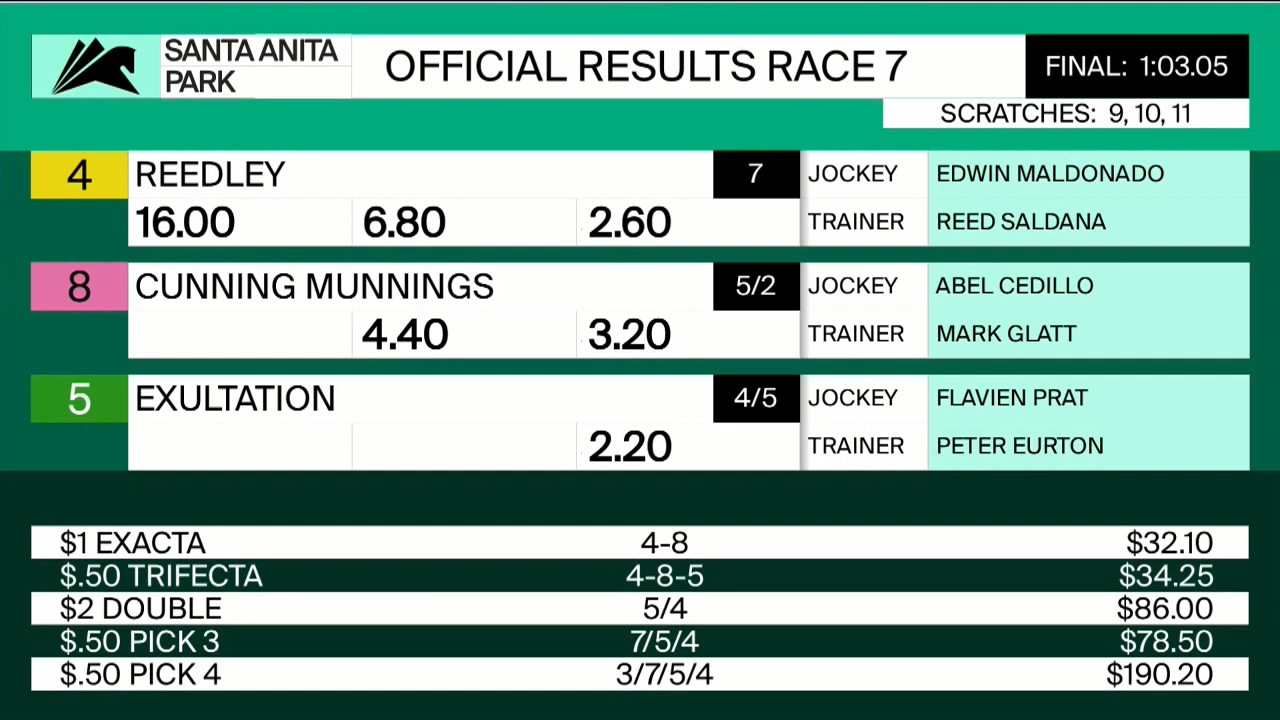 SANTA ANITA
PARK
OFFICIAL RESULTS RACE 7
FINAL: 1:03.05
SCRATCHES: 9, 10, 11
4 REEDLEY 7 JOCKEY EDWIN MALDONADO
16.00 6.80 2.60 TRAINER REED SALDANA
8 CUNNING MUNNINGS 5/2 JOCKEY ABEL CEDILLO
4.40 3.20 TRAINER MARK GLATT
5 EXULTATION 4/5 JOCKEY FLAVIEN PRAT
2.20 TRAINER PETER EURTON
$1 EXACTA 4-8 $32.10
$.50 TRIFECTA 4-8-5 $34.25
$2 DOUBLE 5/4 $86.00
$.50 PICK 3 7/5/4 $78.50
$.50 PICK 4 3/7/5/4 $190.20